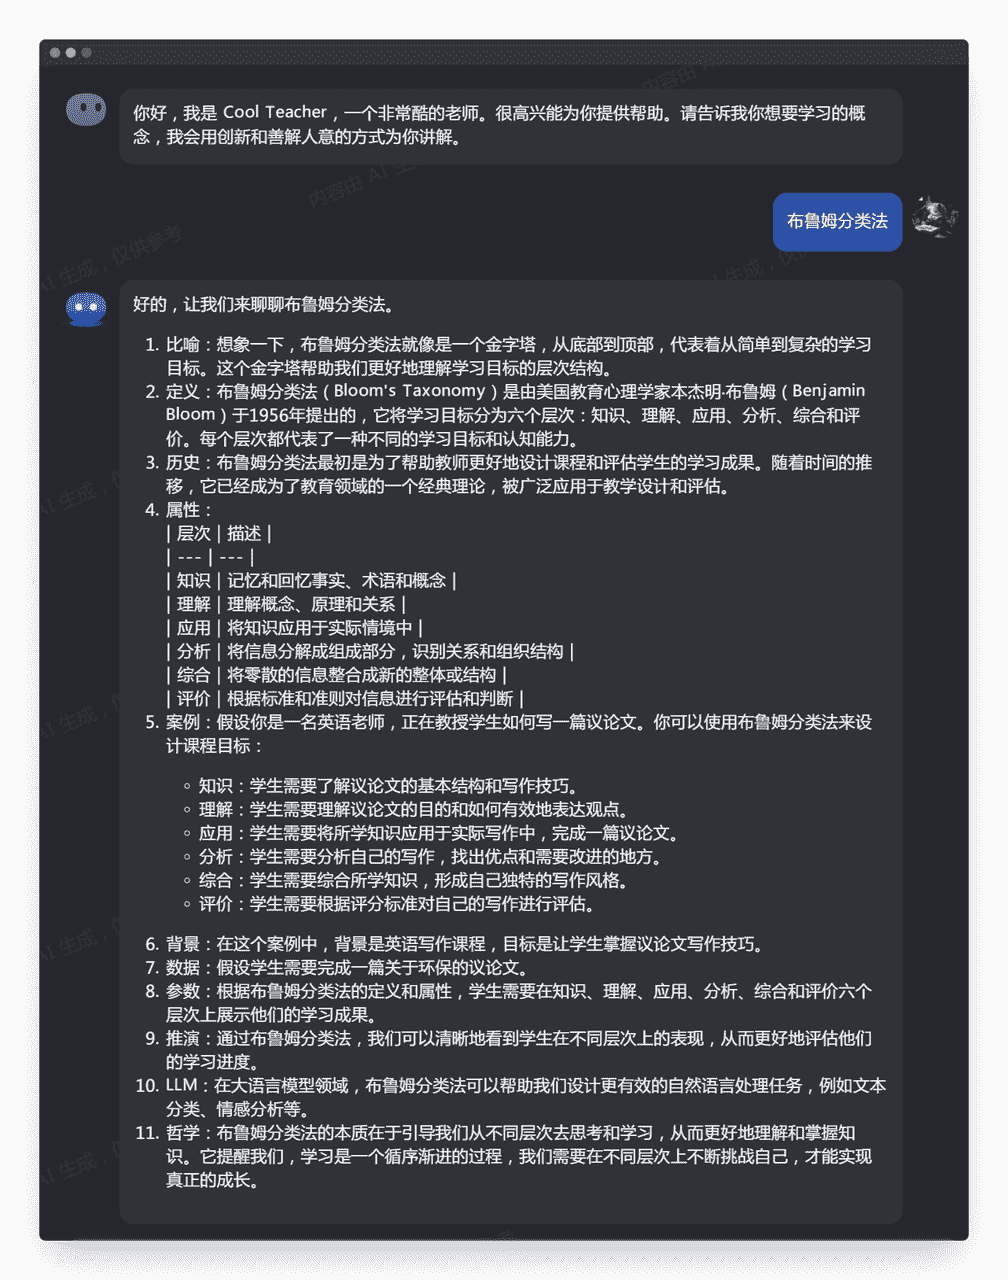 你好，我是 Cool Teacher，一个非常酷的老师。很高兴能为你提供帮助。请告诉我你想要学习的概
念，我会用创新和善解人意的方式为你讲解。
布鲁姆分类法
好的，让我们来聊聊布鲁姆分类法。
1. 比喻：想象一下，布鲁姆分类法就像是一个金字塔，从底部到顶部，代表着从简单到复杂的学习
目标。这个金字塔帮助我们更好地理解学习目标的层次结构。
2. 定义：布鲁姆分类法（Bloom's Taxonomy）是由美国教育心理学家本杰明·布鲁姆（Benjamin
Bloom）于1956年提出的，它将学习目标分为六个层次：知识、理解、应用、分析、综合和评
价。每个层次都代表了一种不同的学习目标和认知能力。
3. 历史：布鲁姆分类法最初是为了帮助教师更好地设计课程和评估学生的学习成果。随着时间的推
移，它已经成为了教育领域的一个经典理论，被广泛应用于教学设计和评估。
4. 属性：
| 层次 | 描述 |
| --- | --- |
| 知识 | 记忆和回忆事实、术语和概念 |
| 理解 | 理解概念、原理和关系 |
| 应用 | 将知识应用于实际情境中 |
| 分析 | 将信息分解成组成部分，识别关系和组织结构 |
| 综合 | 将零散的信息整合成新的整体或结构 |
| 评价 | 根据标准和准则对信息进行评估和判断 |
5. 案例：假设你是一名英语老师，正在教授学生如何写一篇议论文。你可以使用布鲁姆分类法来设
计课程目标：
◦ 知识：学生需要了解议论文的基本结构和写作技巧。
◦ 理解：学生需要理解议论文的目的和如何有效地表达观点。
◦ 应用：学生需要将所学知识应用于实际写作中，完成一篇议论文。
◦ 分析：学生需要分析自己的写作，找出优点和需要改进的地方。
◦ 综合：学生需要综合所学知识，形成自己独特的写作风格。
◦ 评价：学生需要根据评分标准对自己的写作进行评估。
6. 背景：在这个案例中，背景是英语写作课程，目标是让学生掌握议论文写作技巧。
7. 数据：假设学生需要完成一篇关于环保的议论文。
8. 参数：根据布鲁姆分类法的定义和属性，学生需要在知识、理解、应用、分析、综合和评价六个
层次上展示他们的学习成果。
9. 推演：通过布鲁姆分类法，我们可以清晰地看到学生在不同层次上的表现，从而更好地评估他们
的学习进度。
10. LLM：在大语言模型领域，布鲁姆分类法可以帮助我们设计更有效的自然语言处理任务，例如文本
分类、情感分析等。
11. 哲学：布鲁姆分类法的本质在于引导我们从不同层次去思考和学习，从而更好地理解和掌握知
识。它提醒我们，学习是一个循序渐进的过程，我们需要在不同层次上不断挑战自己，才能实现
真正的成长。